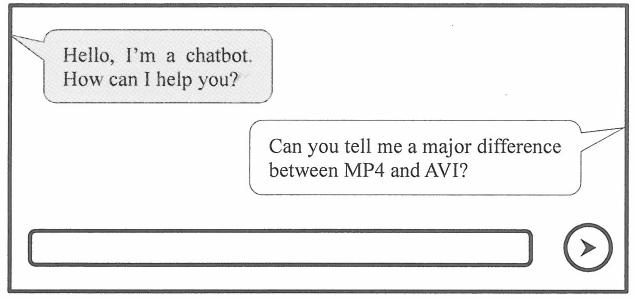 Hello, I'm a chatbot.
How can I help you?
Can you tell me a major difference
between MP4 and AVI?